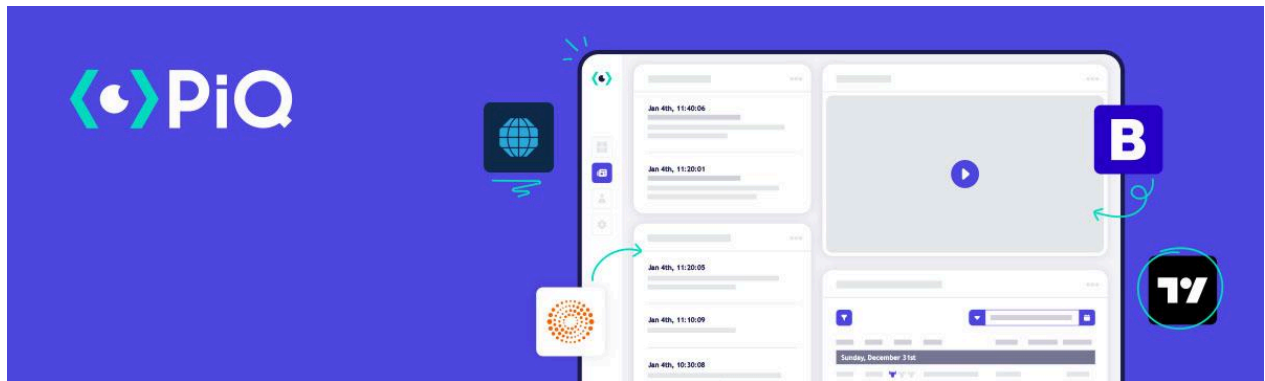 PiQ
Jan 4th, 11:40:06
Jan 4th, 11:20:01
Jan 4th, 11:20:05
Jan 4th, 11:10:09
Jan 4th, 10:30:08
B
TV
Sunday, December 31st